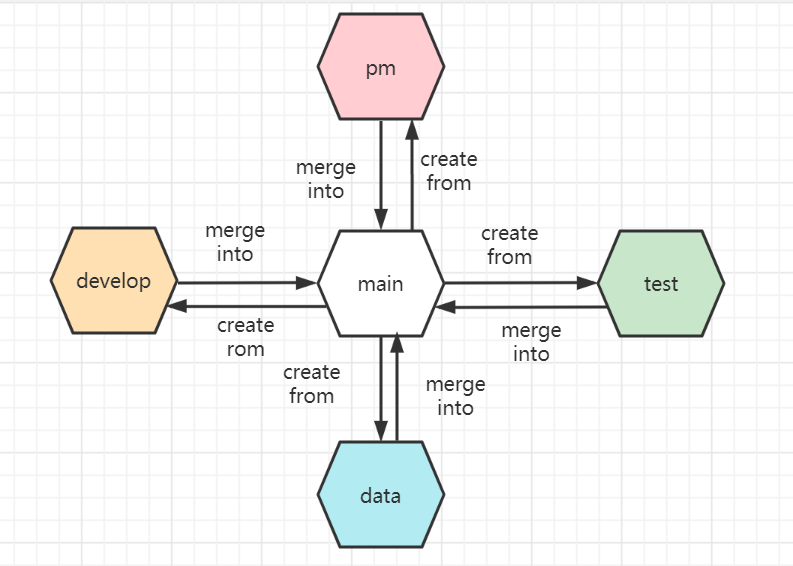 pm
merge
into
create
from
merge
into
create
from
develop
main
test
create
rom
merge
into
create
from
merge
into
data